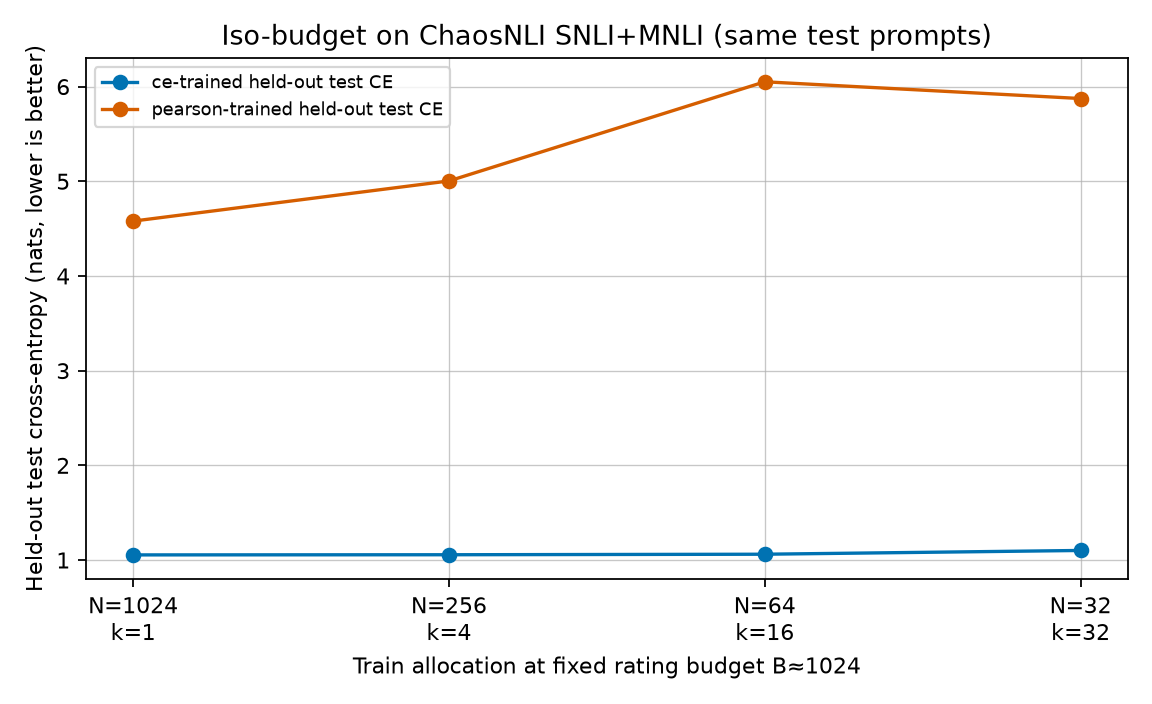 Iso-budget on ChaosNLI SNLI+MNLI (same test prompts)
Held-out test cross-entropy (nats, lower is better)
ce-trained held-out test CE
pearson-trained held-out test CE
6
5
4
3
2
1
N=1024 N=256 N=64 N=32
k=1 k=4 k=16 k=32
Train allocation at fixed rating budget B≈1024